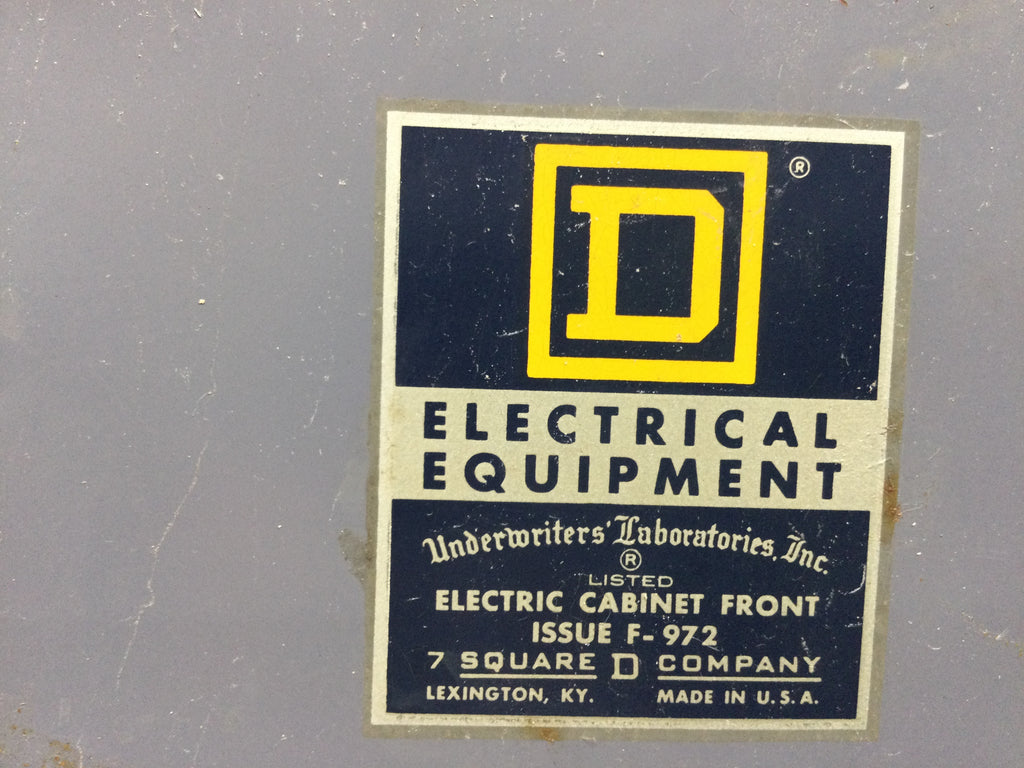 D ®
ELECTRICAL
EQUIPMENT
Underwriters' Laboratories, Inc.
®
LISTED
ELECTRIC CABINET FRONT
ISSUE F-972
7 SQUARE D COMPANY
LEXINGTON, KY. MADE IN U.S.A.